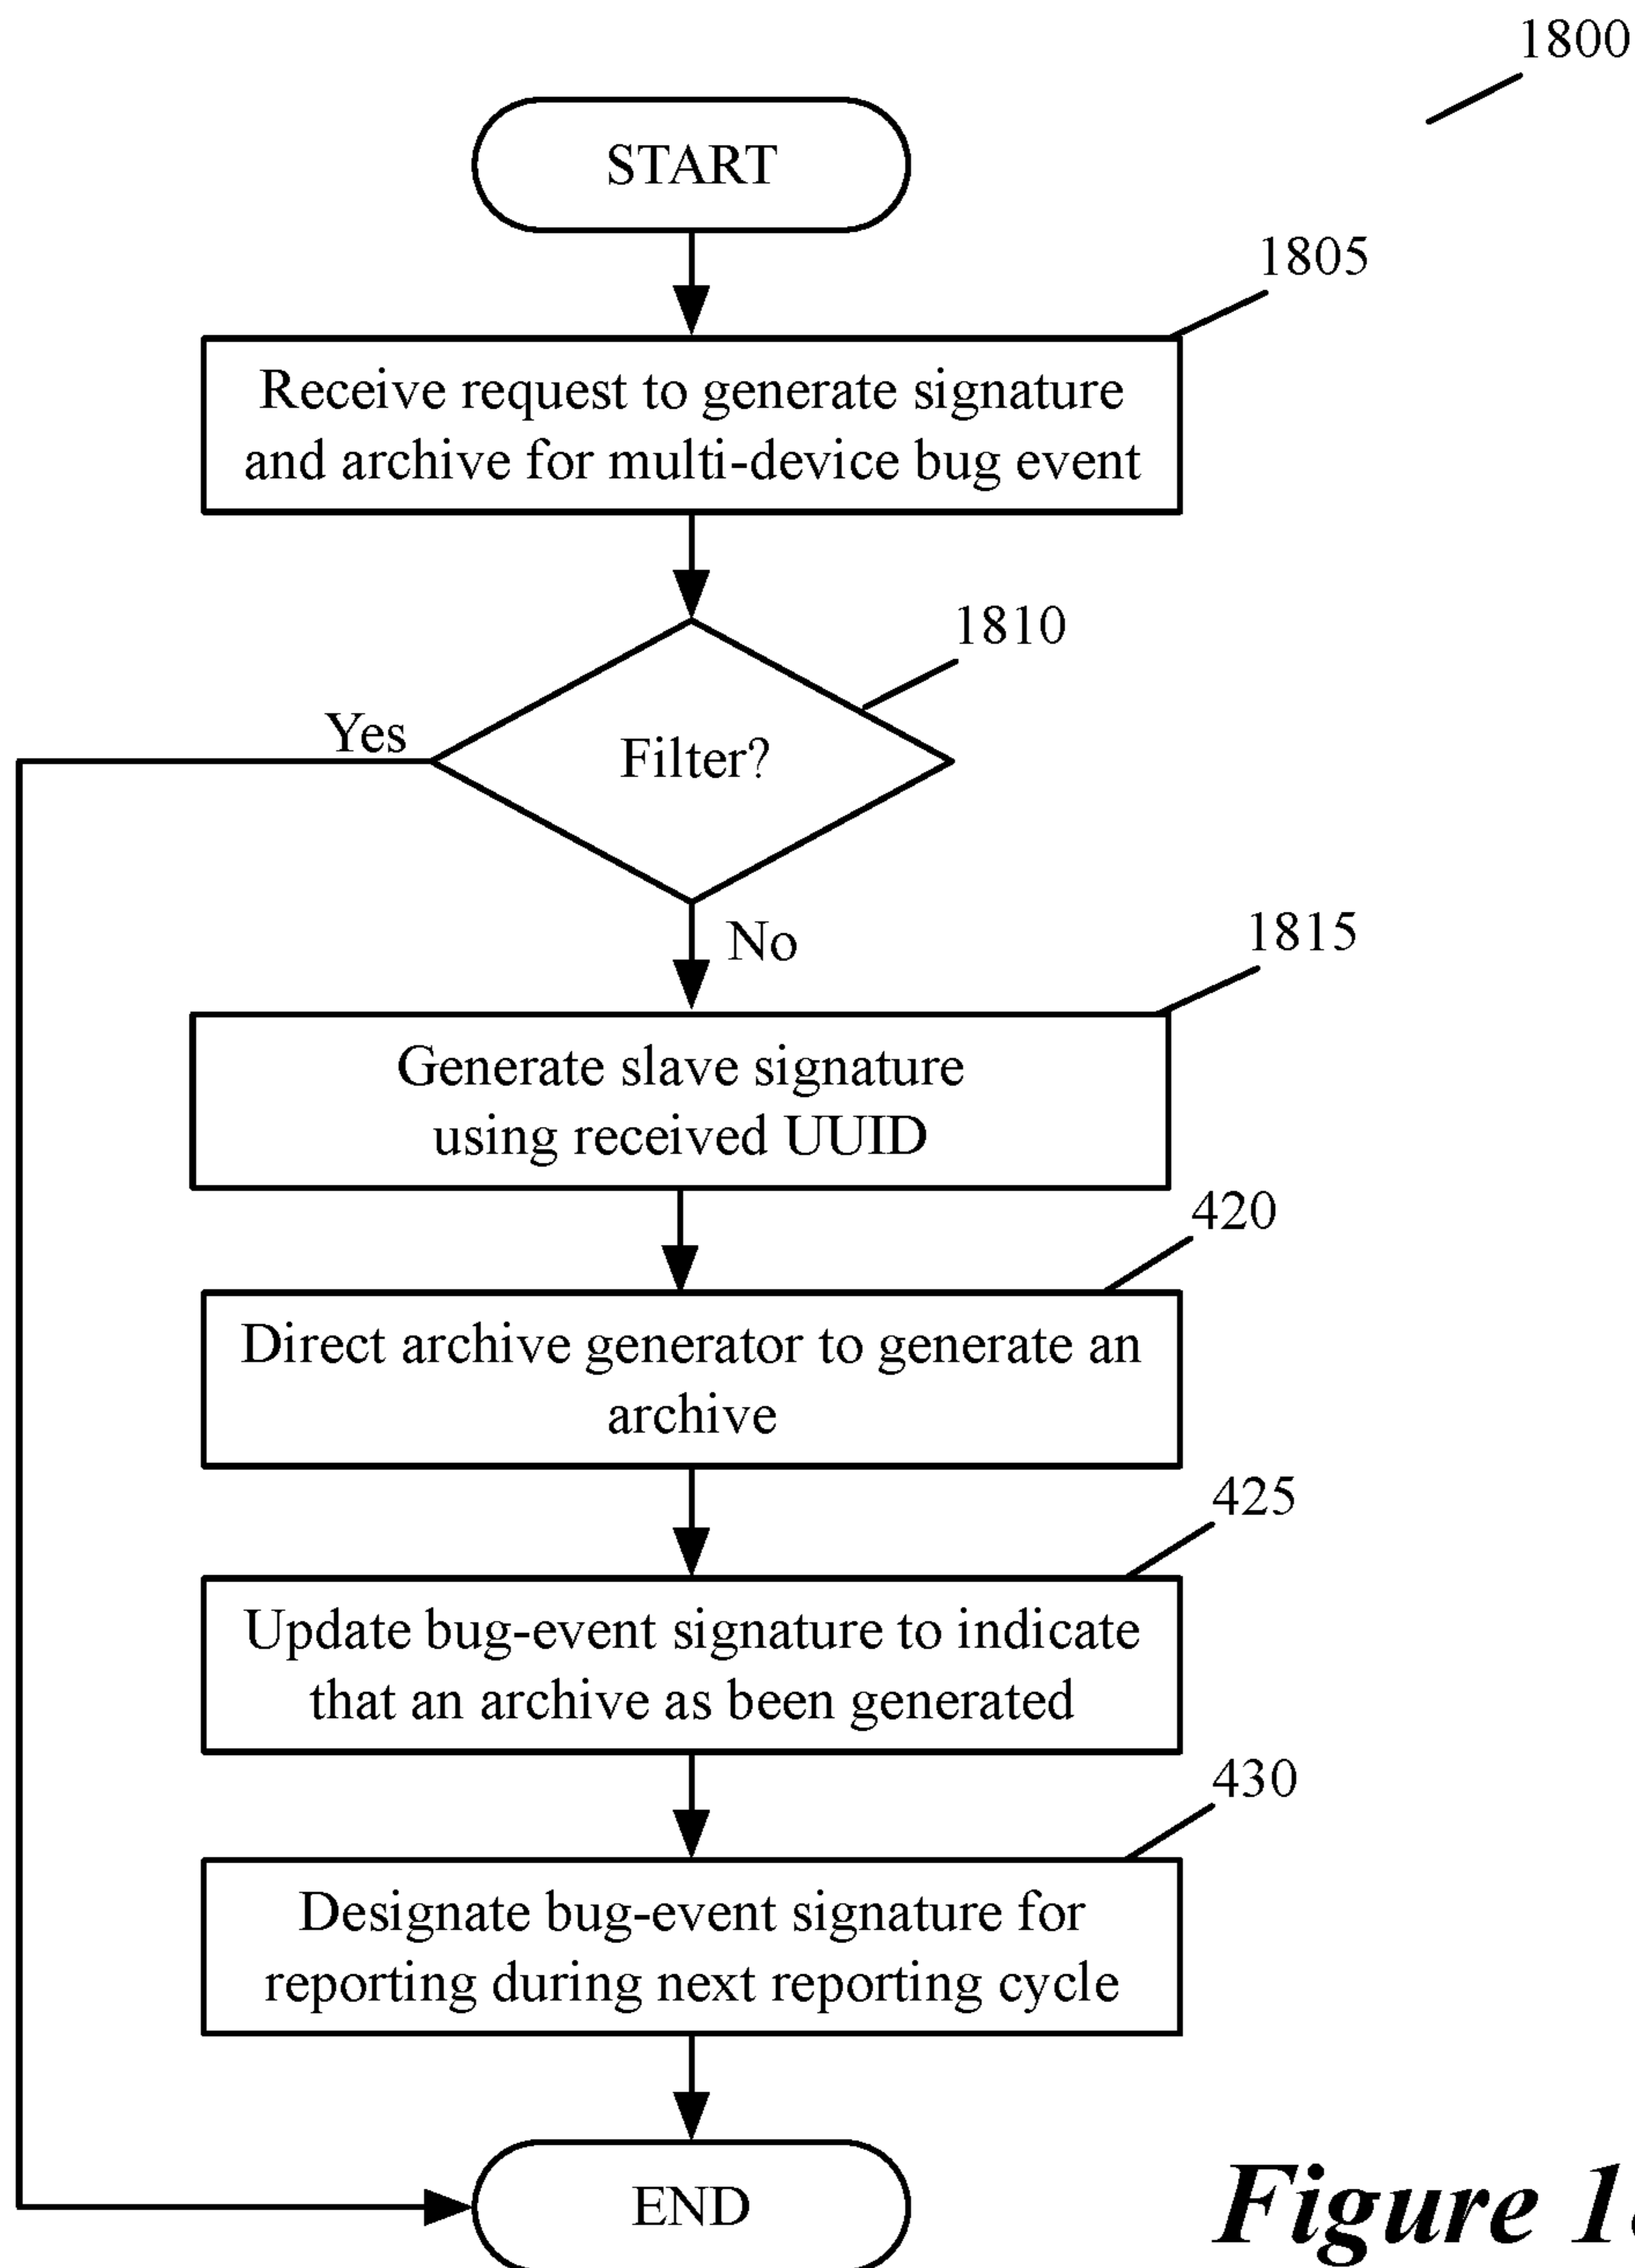 1800
START
1805
Receive request to generate signature
and archive for multi-device bug event
1810
Yes
Filter?
No
1815
Generate slave signature
using received UUID
420
Direct archive generator to generate an
archive
425
Update bug-event signature to indicate
that an archive as been generated
430
Designate bug-event signature for
reporting during next reporting cycle
END
Figure